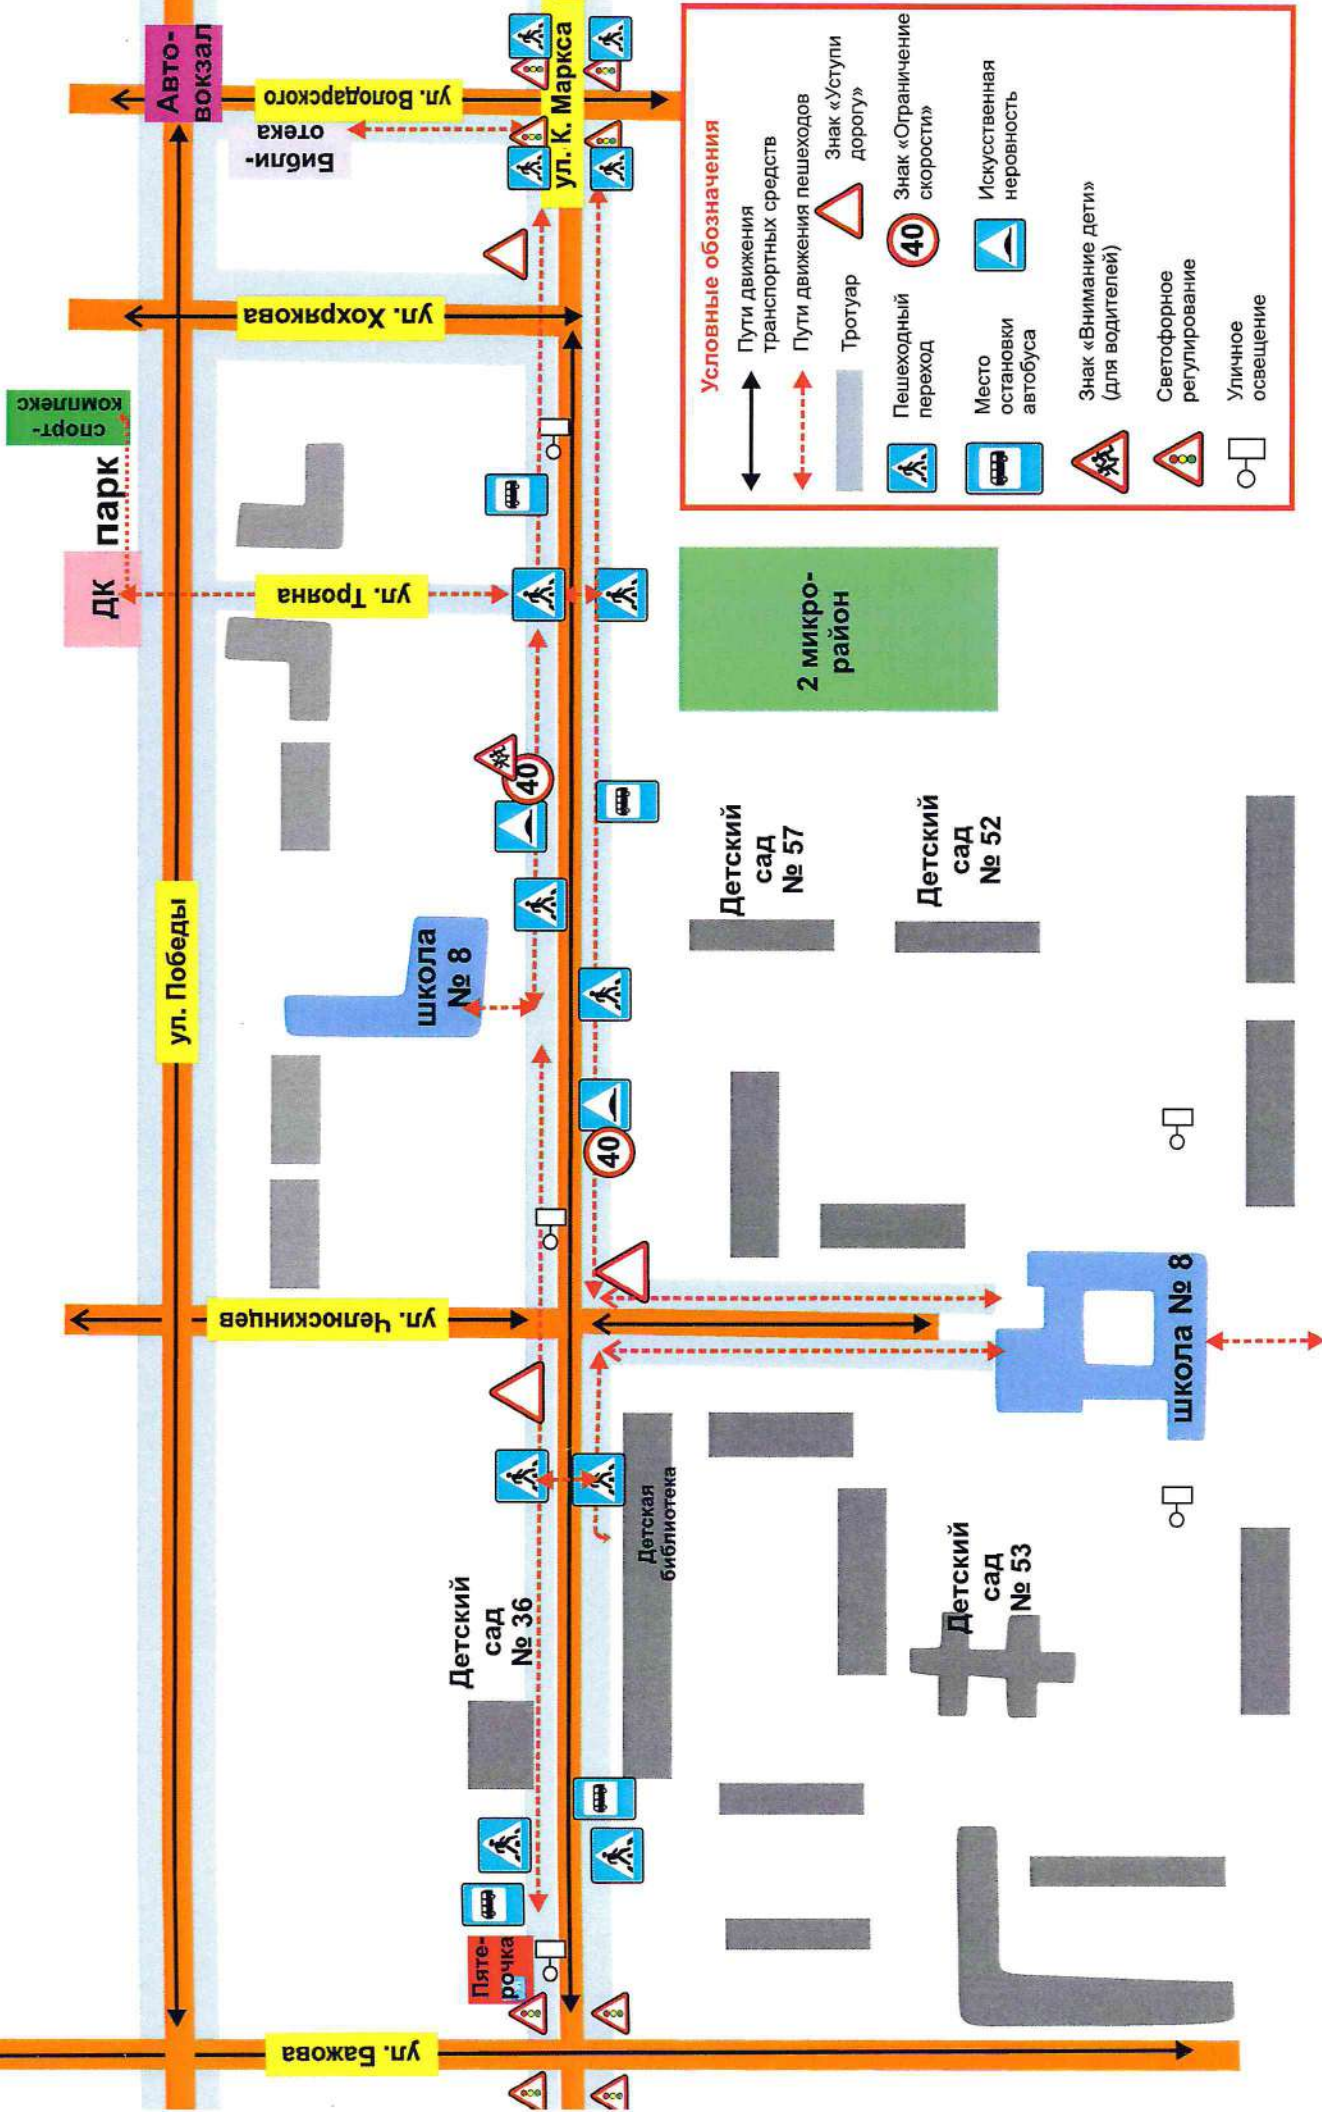 Авто-
вокзал
ул. Володарского
Библи-
отека
ул. К. Маркса
ул. Хохрякова
спорт-
комплекс
парк
ДК
ул. Трояна
ул. Победы
школа
№ 8
40
40
2 микро-
район
Детский
сад
№ 57
Детский
сад
№ 52
ул. Челюскинцев
школа № 8
Детская
библиотека
Детский
сад
№ 36
Детский
сад
№ 53
Пяте-
рочка
ул. Бажова
Условные обозначения
Пути движения
транспортных средств
Пути движения пешеходов
Тротуар
Знак «Уступи
дорогу»
Пешеходный
переход
40
Знак «Ограничение
скорости»
Место
остановки
автобуса
Искусственная
неровность
Знак «Внимание дети»
(для водителей)
Светофорное
регулирование
Уличное
освещение